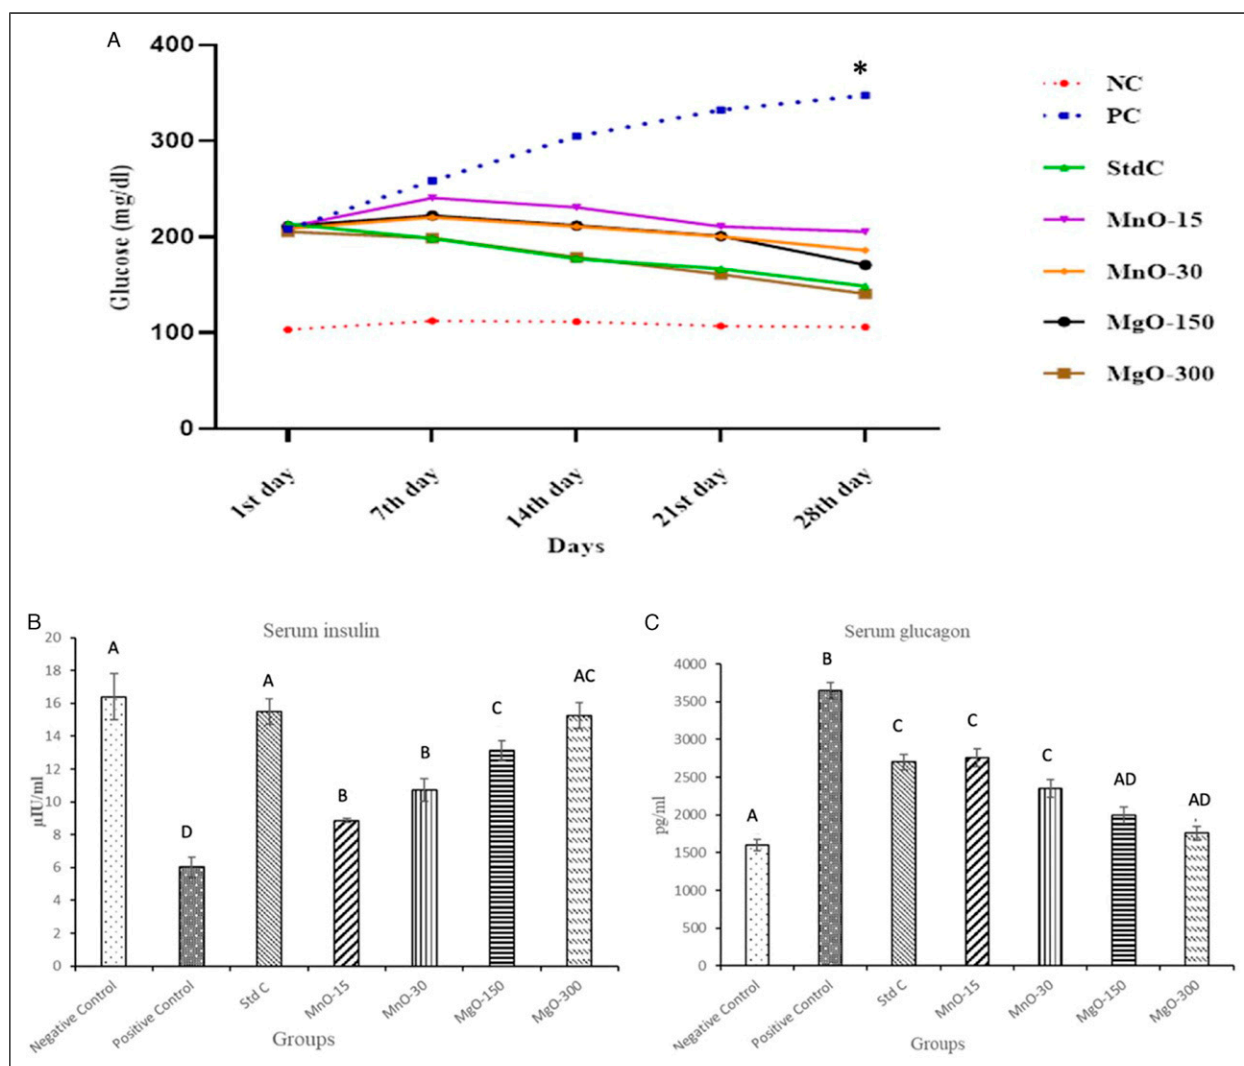 A
400
300
200
100
0
Glucose (mg/dl)
*
1st day
7th day
14th day
21st day
28th day
Days
NC
PC
StdC
MnO-15
MnO-30
MgO-150
MgO-300
B
Serum insulin
20
18
16
14
12
10
8
6
4
2
0
µIU/ml
A
D
A
B
B
C
AC
Negative Control
Positive Control
Std C
MnO-15
MnO-30
MgO-150
MgO-300
Groups
C
Serum glucagon
4000
3500
3000
2500
2000
1500
1000
500
0
pg/ml
A
B
C
C
C
AD
AD
Negative Control
Positive Control
Std C
MnO-15
MnO-30
MgO-150
MgO-300
Groups